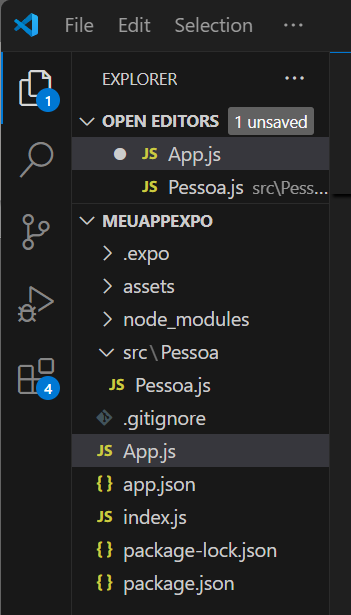 File Edit Selection ...
EXPLORER ...
OPEN EDITORS 1 unsaved
JS App.js
JS Pessoa.js src\Pess...
1
MEUAPPEXPO
.expo
assets
node_modules
src\Pessoa
JS Pessoa.js
4
.gitignore
JS App.js
{} app.json
JS index.js
{} package-lock.json
{} package.json